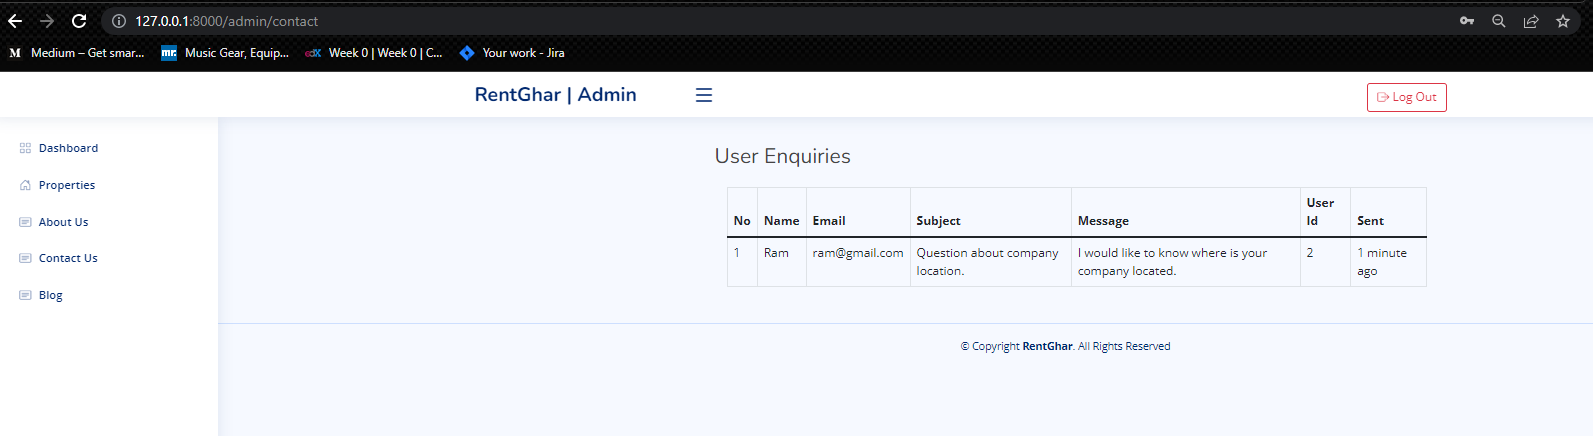 127.0.0.1:8000/admin/contact
Medium – Get smar...
mr. Music Gear, Equip...
edX Week 0 | Week 0 | C...
Your work - Jira
RentGhar | Admin
Log Out
Dashboard
Properties
About Us
Contact Us
Blog
User Enquiries
No Name Email Subject Message User Id Sent
1 Ram ram@gmail.com Question about company location. I would like to know where is your company located. 2 1 minute ago
© Copyright RentGhar. All Rights Reserved